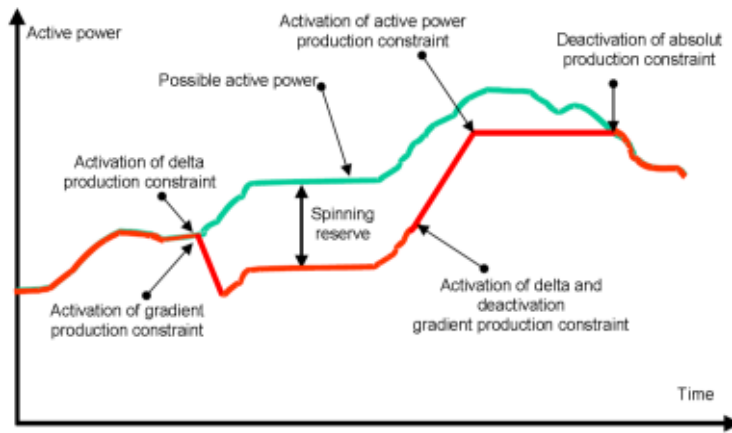 Active power
Activation of active power
production constraint
Deactivation of absolut
production constraint
Possible active power
Activation of delta
production constraint
Spinning
reserve
Activation of gradient
production constraint
Activation of delta and
deactivation
gradient production constraint
Time